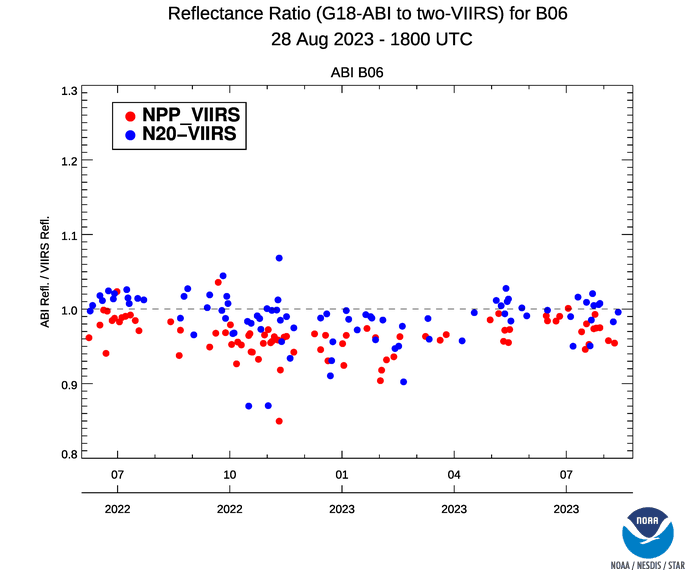 Reflectance Ratio (G18-ABI to two-VIIRS) for B06
28 Aug 2023 - 1800 UTC
ABI B06
NPP_VIIRS
N20-VIIRS
ABI Refl. / VIIRS Refl.
1.3
1.2
1.1
1.0
0.9
0.8
07 10 01 04 07
2022 2022 2023 2023 2023
NOAA
NOAA / NESDIS / STAR